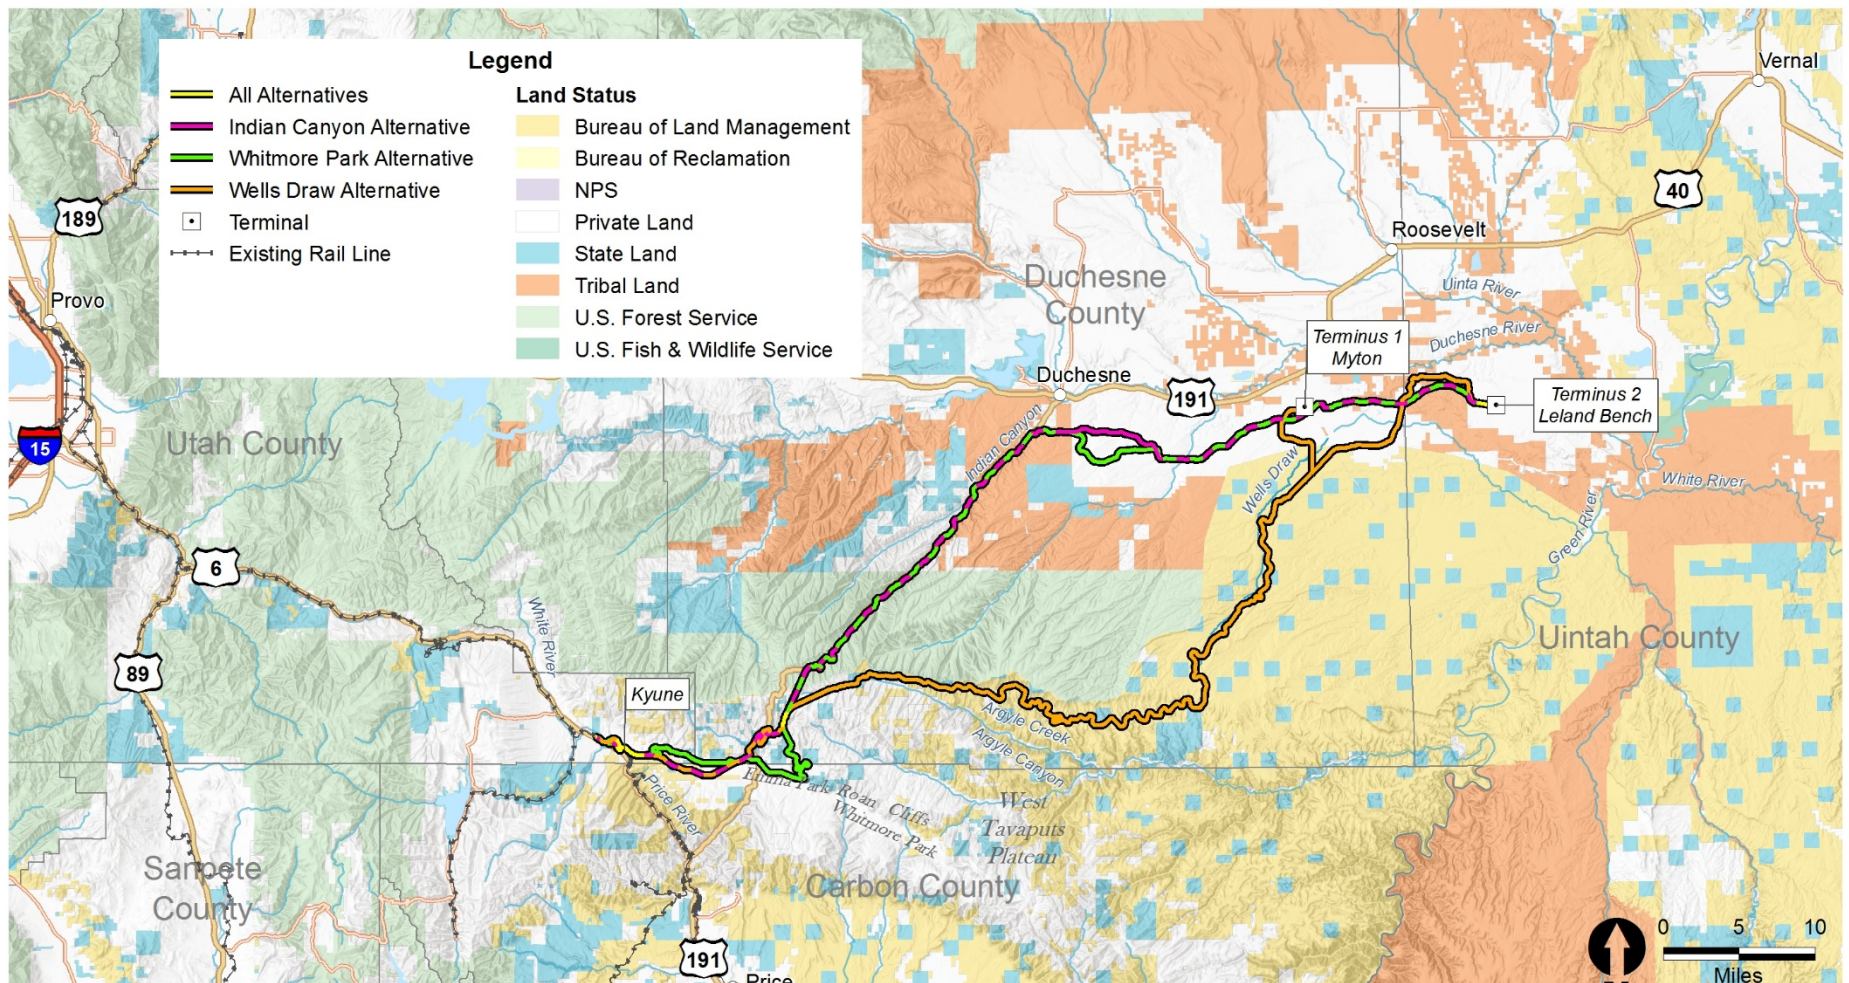 Legend
All Alternatives
Indian Canyon Alternative
Whitmore Park Alternative
Wells Draw Alternative
Terminal
Existing Rail Line
Land Status
Bureau of Land Management
Bureau of Reclamation
NPS
Private Land
State Land
Tribal Land
U.S. Forest Service
U.S. Fish & Wildlife Service
Vernal
40
189
Roosevelt
Duchesne
County
Uinta River
Provo
Terminus 1
Myton
Duchesne River
Duchesne
191
Terminus 2
Leland Bench
15
Utah County
Indian Canyon
Wells Draw
White River
Green River
6
White River
Uintah County
89
Kyune
Argyle Creek
Argyle Canyon
Price River
Emma Park
Roan Cliffs
Whitmore Park
West
Tavaputs
Plateau
Sanpete
County
Carbon County
191
Price
0 5 10
Miles